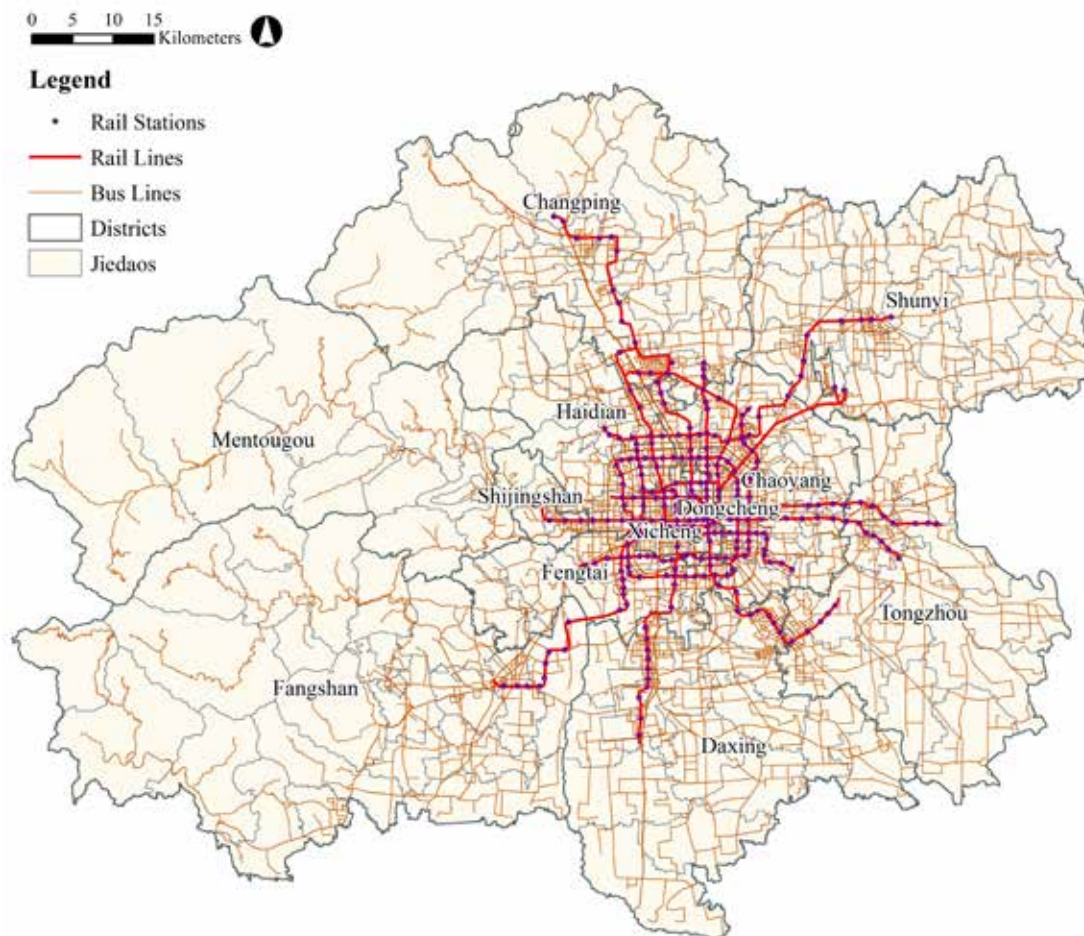 0 5 10 15
Kilometers
Legend
Rail Stations
Rail Lines
Bus Lines
Districts
Jiedaos
Changping
Shunyi
Haidian
Mentougou
Chaoyang
Shijingshan
Dongcheng
Xicheng
Fengtai
Tongzhou
Fangshan
Daxing